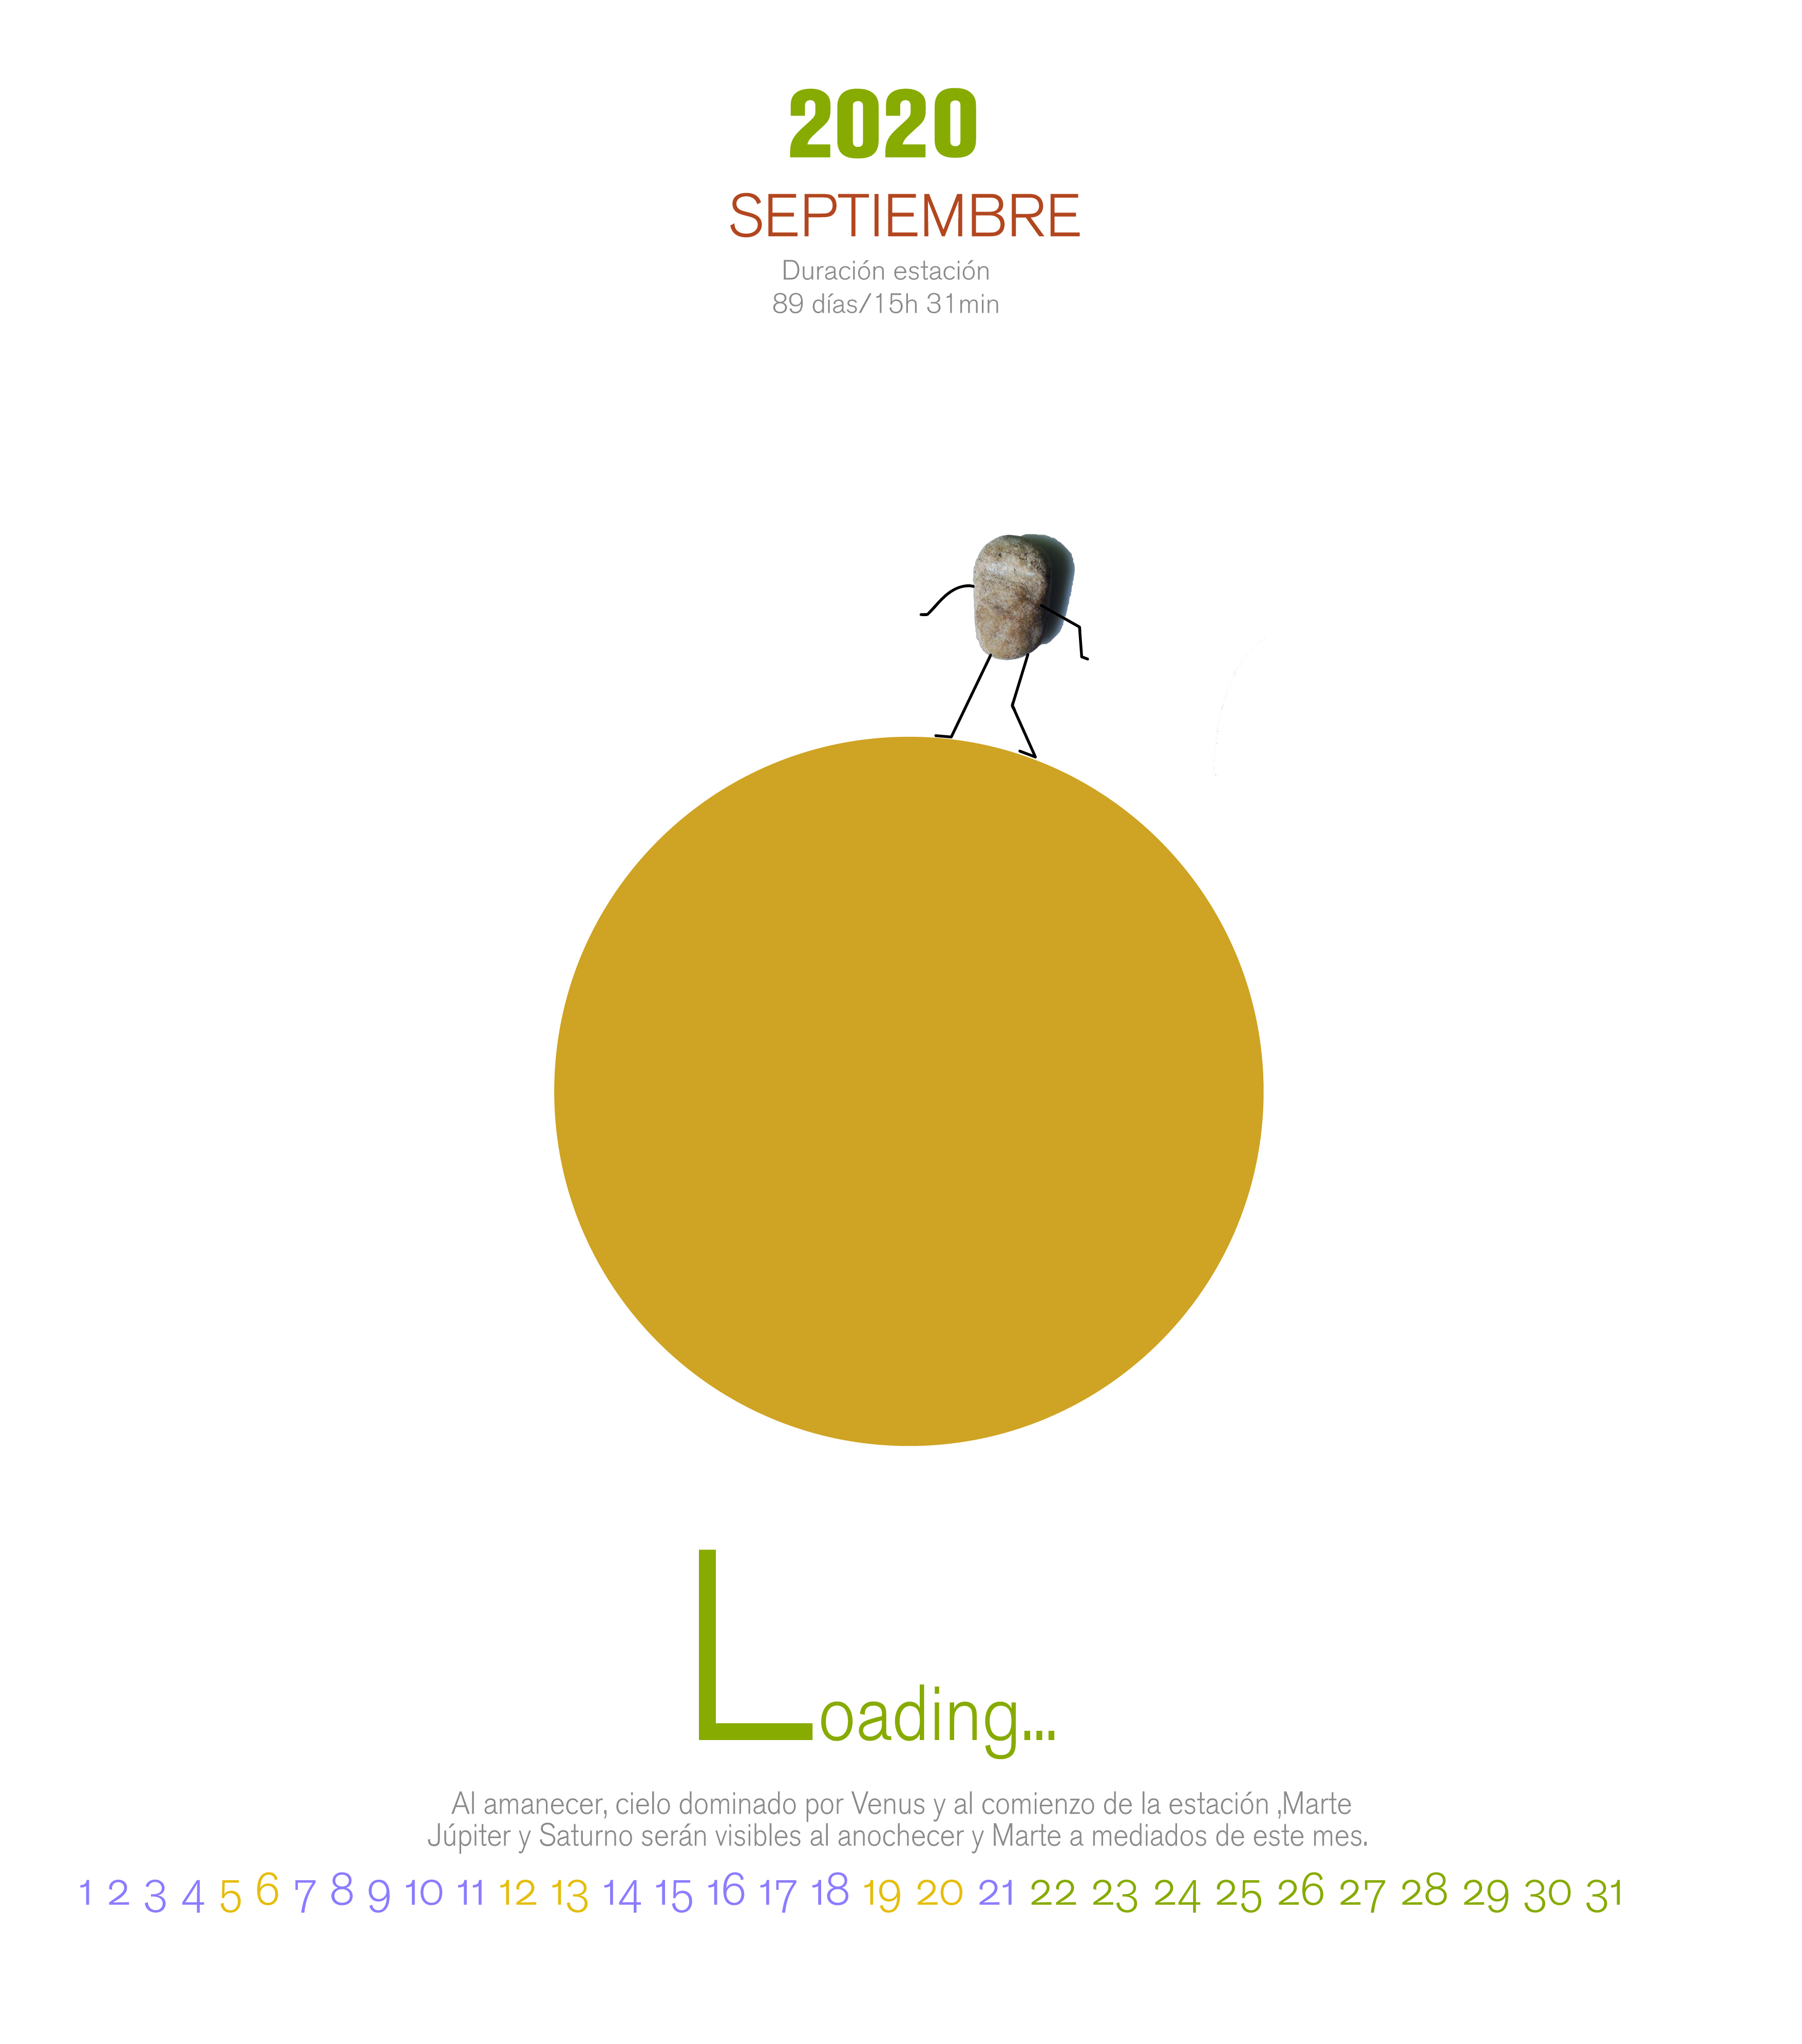 2020
SEPTIEMBRE
Duración estación
89 días/15h 31min
Loading...
Al amanecer, cielo dominado por Venus y al comienzo de la estación ,Marte
Júpiter y Saturno serán visibles al anochecer y Marte a mediados de este mes.
1 2 3 4 5 6 7 8 9 10 11 12 13 14 15 16 17 18 19 20 21 22 23 24 25 26 27 28 29 30 31